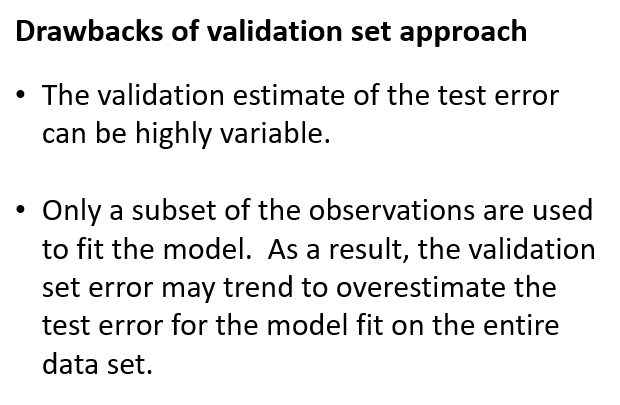 Drawbacks of validation set approach
• The validation estimate of the test error
can be highly variable.
• Only a subset of the observations are used
to fit the model.  As a result, the validation
set error may trend to overestimate the
test error for the model fit on the entire
data set.